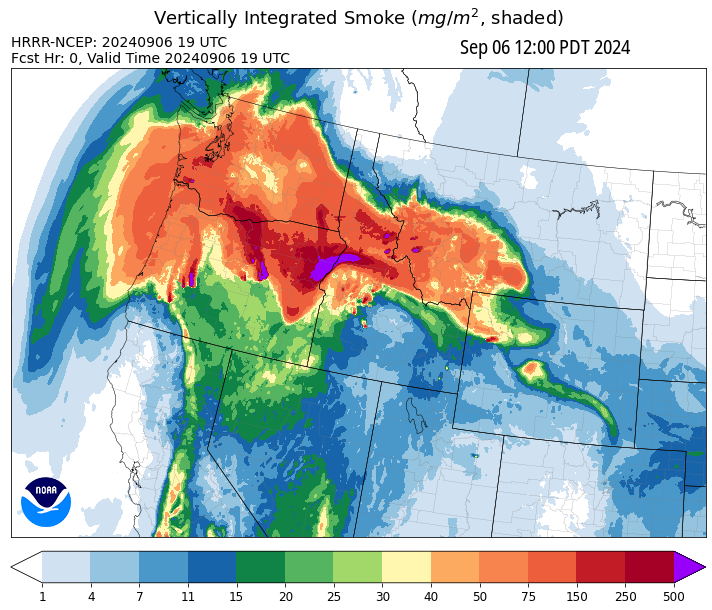 Vertically Integrated Smoke (mg/m², shaded)
HRRR-NCEP: 20240906 19 UTC
Sep 06 12:00 PDT 2024
Fcst Hr: 0, Valid Time 20240906 19 UTC
NOAA
1 4 7 11 15 20 25 30 40 50 75 150 250 500